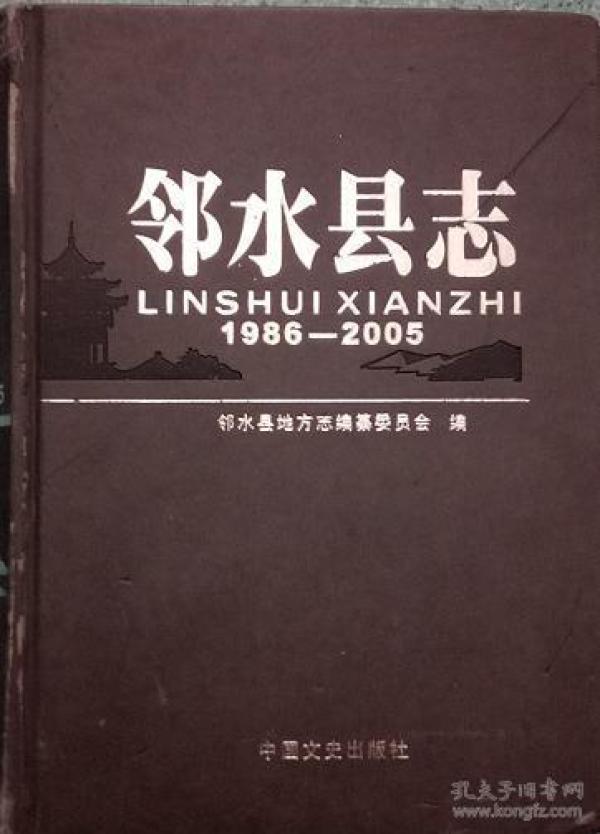 邻水县志
LINSHUI XIANZHI
1986—2005
邻水县地方志编纂委员会 编
中国文史出版社
孔夫子旧书网
www.kongfz.com